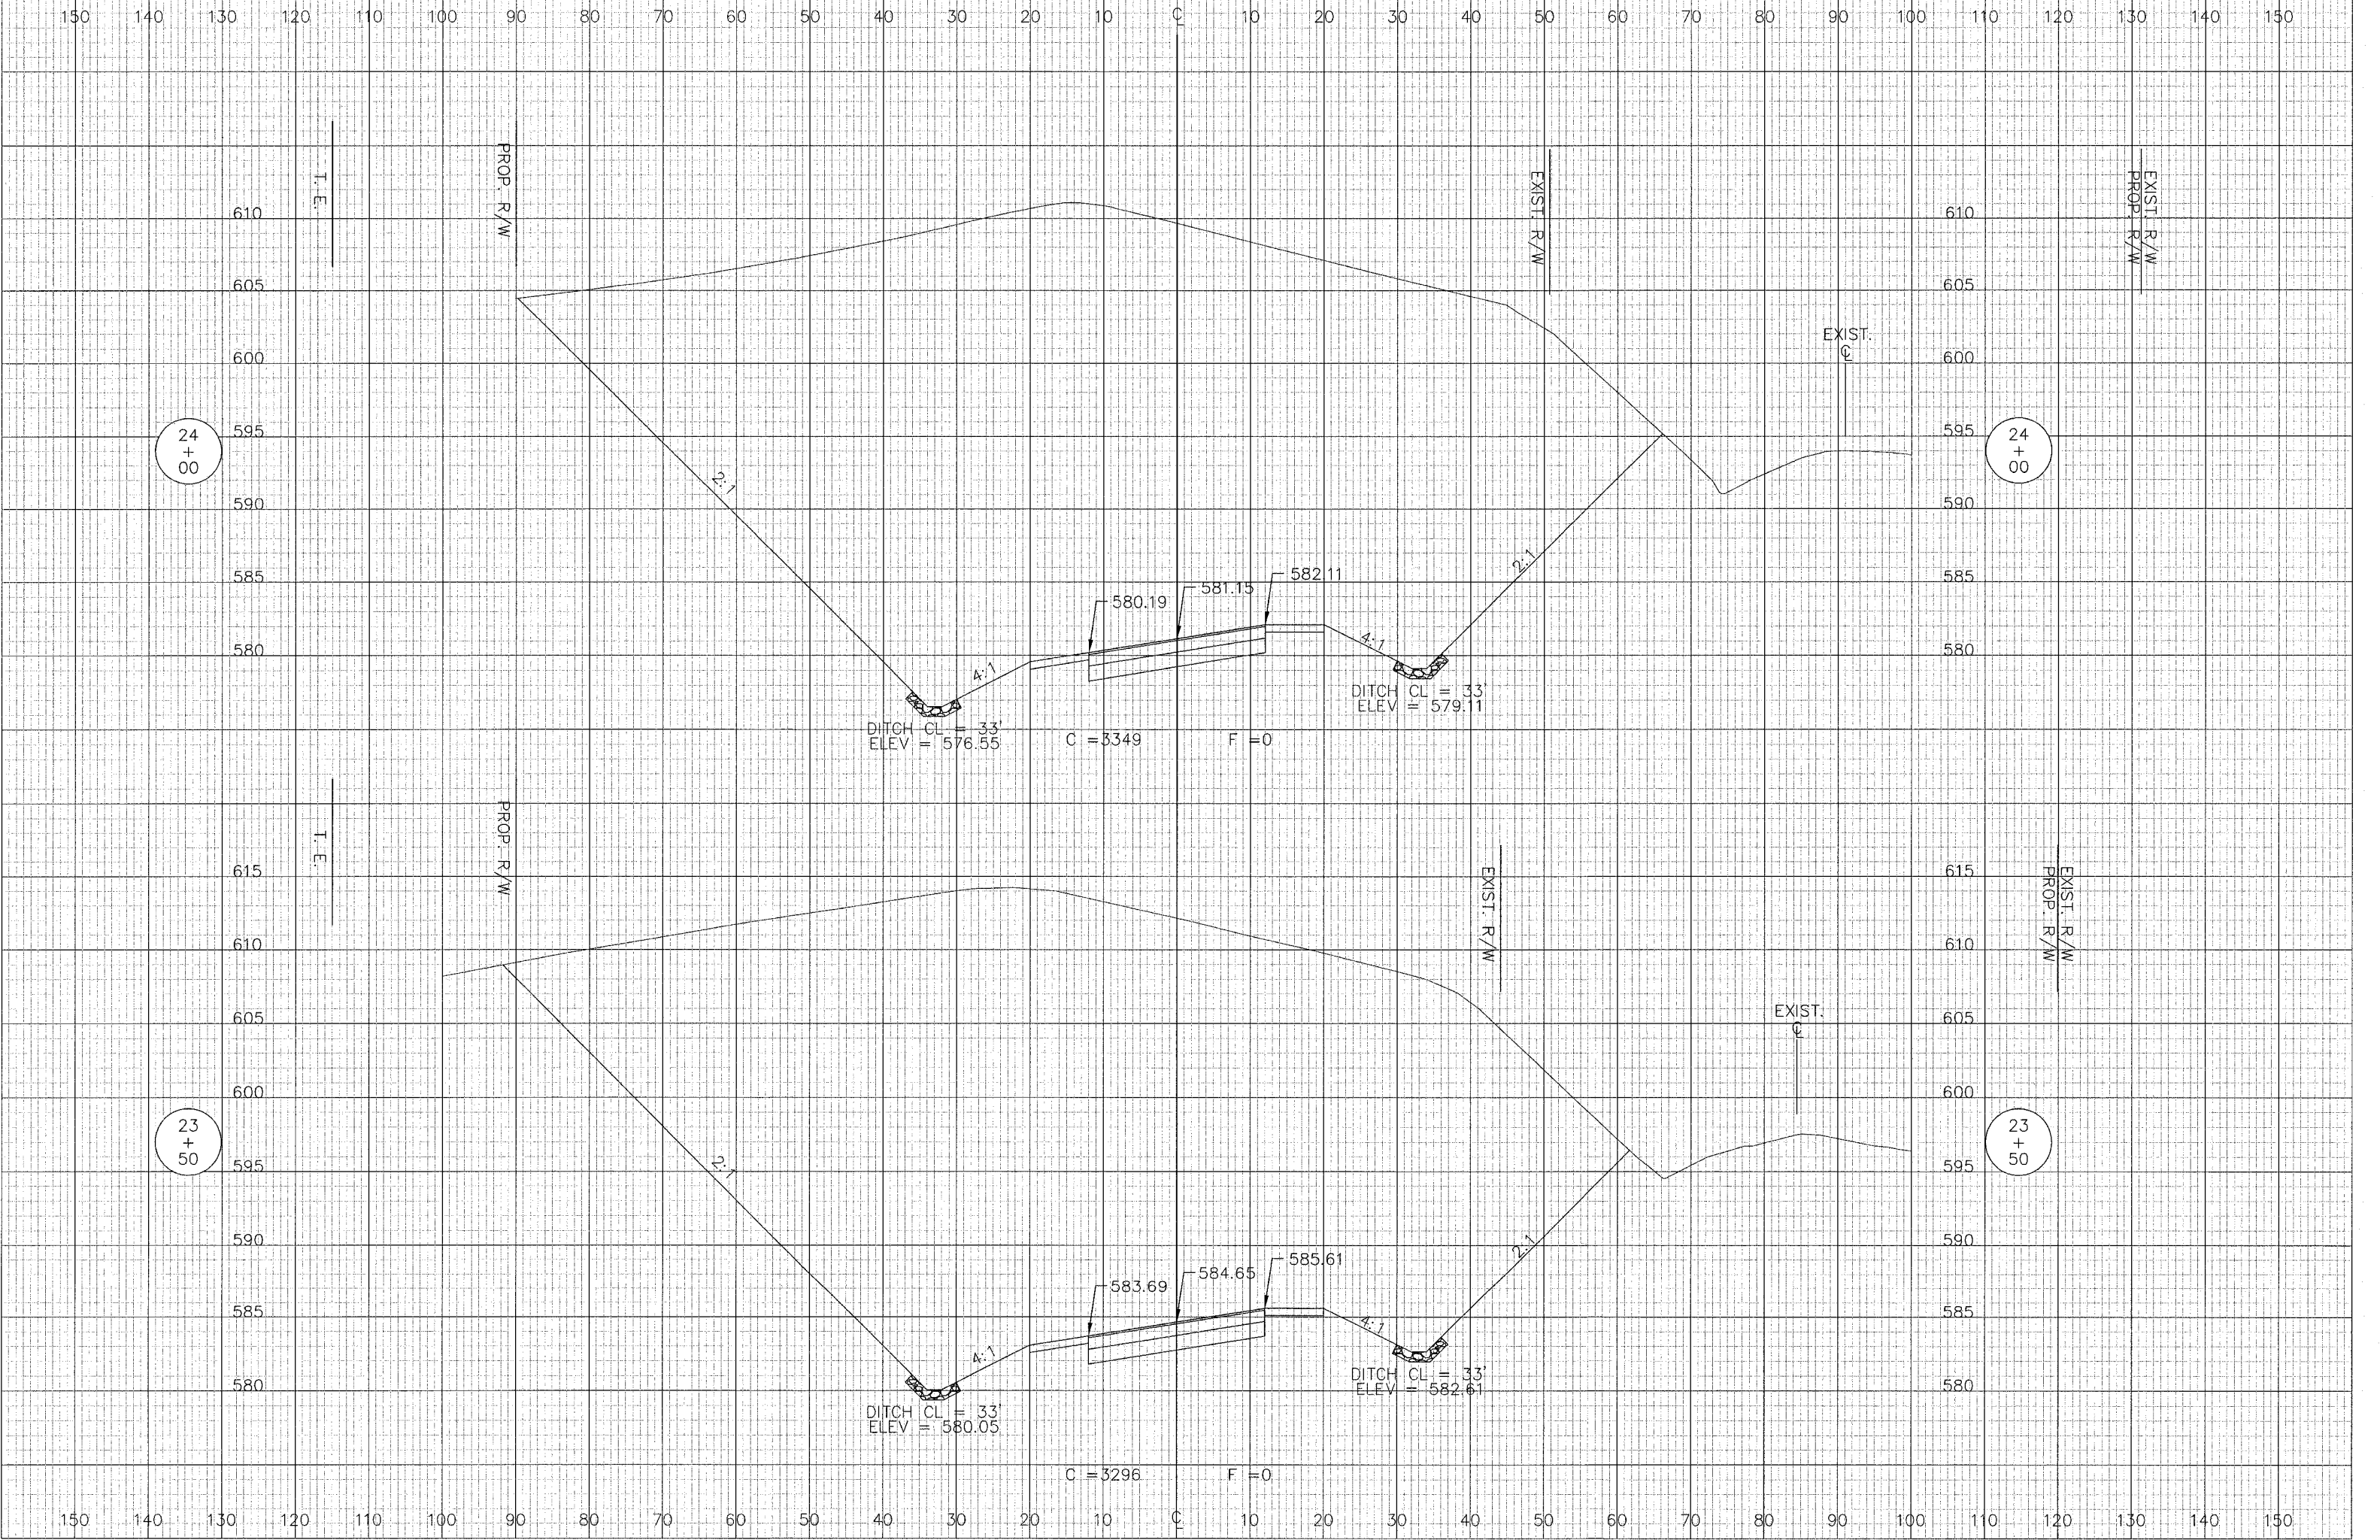 150 140 130 120 110 100 90 80 70 60 50 40 30 20 10 ℄ 10 20 30 40 50 60 70 80 90 100 110 120 130 140 150
T. E.
PROP. R/W
EXIST. R/W
EXIST. R/W
PROP. R/W
610 610
605 605
EXIST.
℄
600 600
595 595
24
+
00
24
+
00
2:1
590 590
2:1
585 585
582.11
581.15
580.19
580 580
4:1
4:1
DITCH CL = 33'
ELEV = 579.11
DITCH CL = 33'
ELEV = 576.55
C =3349 F =0
T. E.
PROP. R/W
EXIST. R/W
EXIST. R/W
PROP. R/W
615 615
610 610
605 605
EXIST.
℄
600 600
23
+
50
23
+
50
595 595
2:1
590 590
2:1
585.61
584.65
583.69
585 585
4:1
4:1
580 580
DITCH CL = 33'
ELEV = 582.61
DITCH CL = 33'
ELEV = 580.05
C =3296 F =0
150 140 130 120 110 100 90 80 70 60 50 40 30 20 10 ℄ 10 20 30 40 50 60 70 80 90 100 110 120 130 140 150